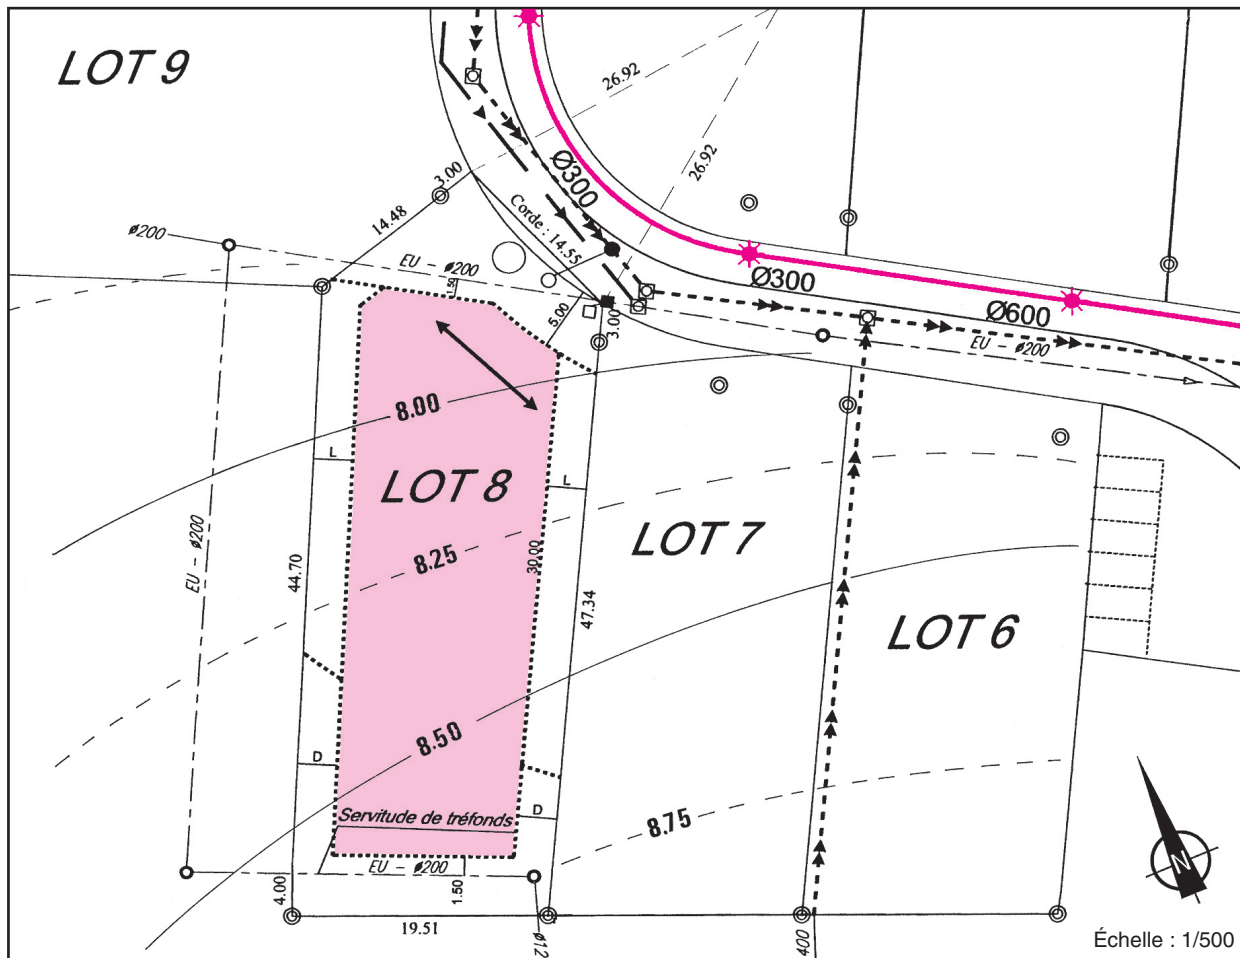 LOT 9
26.92
26.92
3.00
Ø300
14.48
Corde : 14.55
ø200
EU - ø200
1.50
5.00
3.00
Ø300
Ø600
EU - ø200
8.00
L
LOT 8
L
EU - ø200
LOT 7
8.25
30.00
44.70
47.34
LOT 6
8.50
D
D
Servitude de tréfonds
8.75
EU - ø200
1.50
4.00
N
19.51
ø12
400
Échelle : 1/500